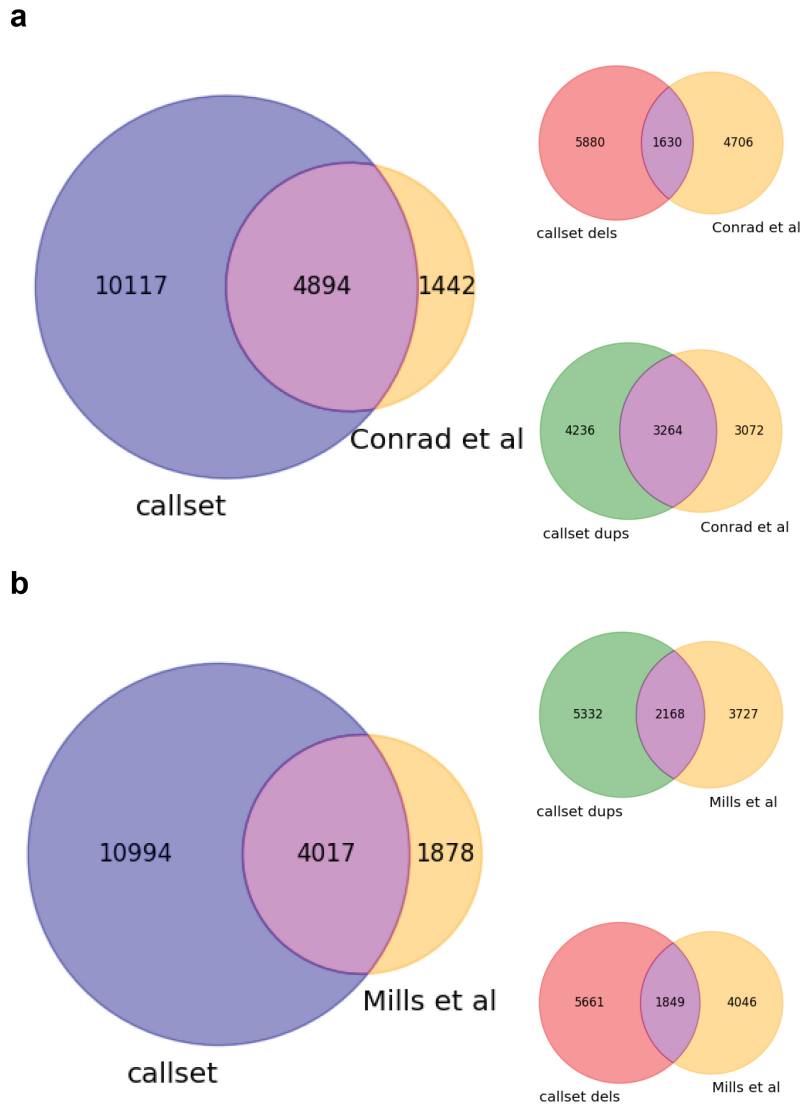 a
10117
4894
1442
Conrad et al
callset
5880
1630
4706
callset dels
Conrad et al
4236
3264
3072
callset dups
Conrad et al
b
10994
4017
1878
Mills et al
callset
5332
2168
3727
callset dups
Mills et al
5661
1849
4046
callset dels
Mills et al